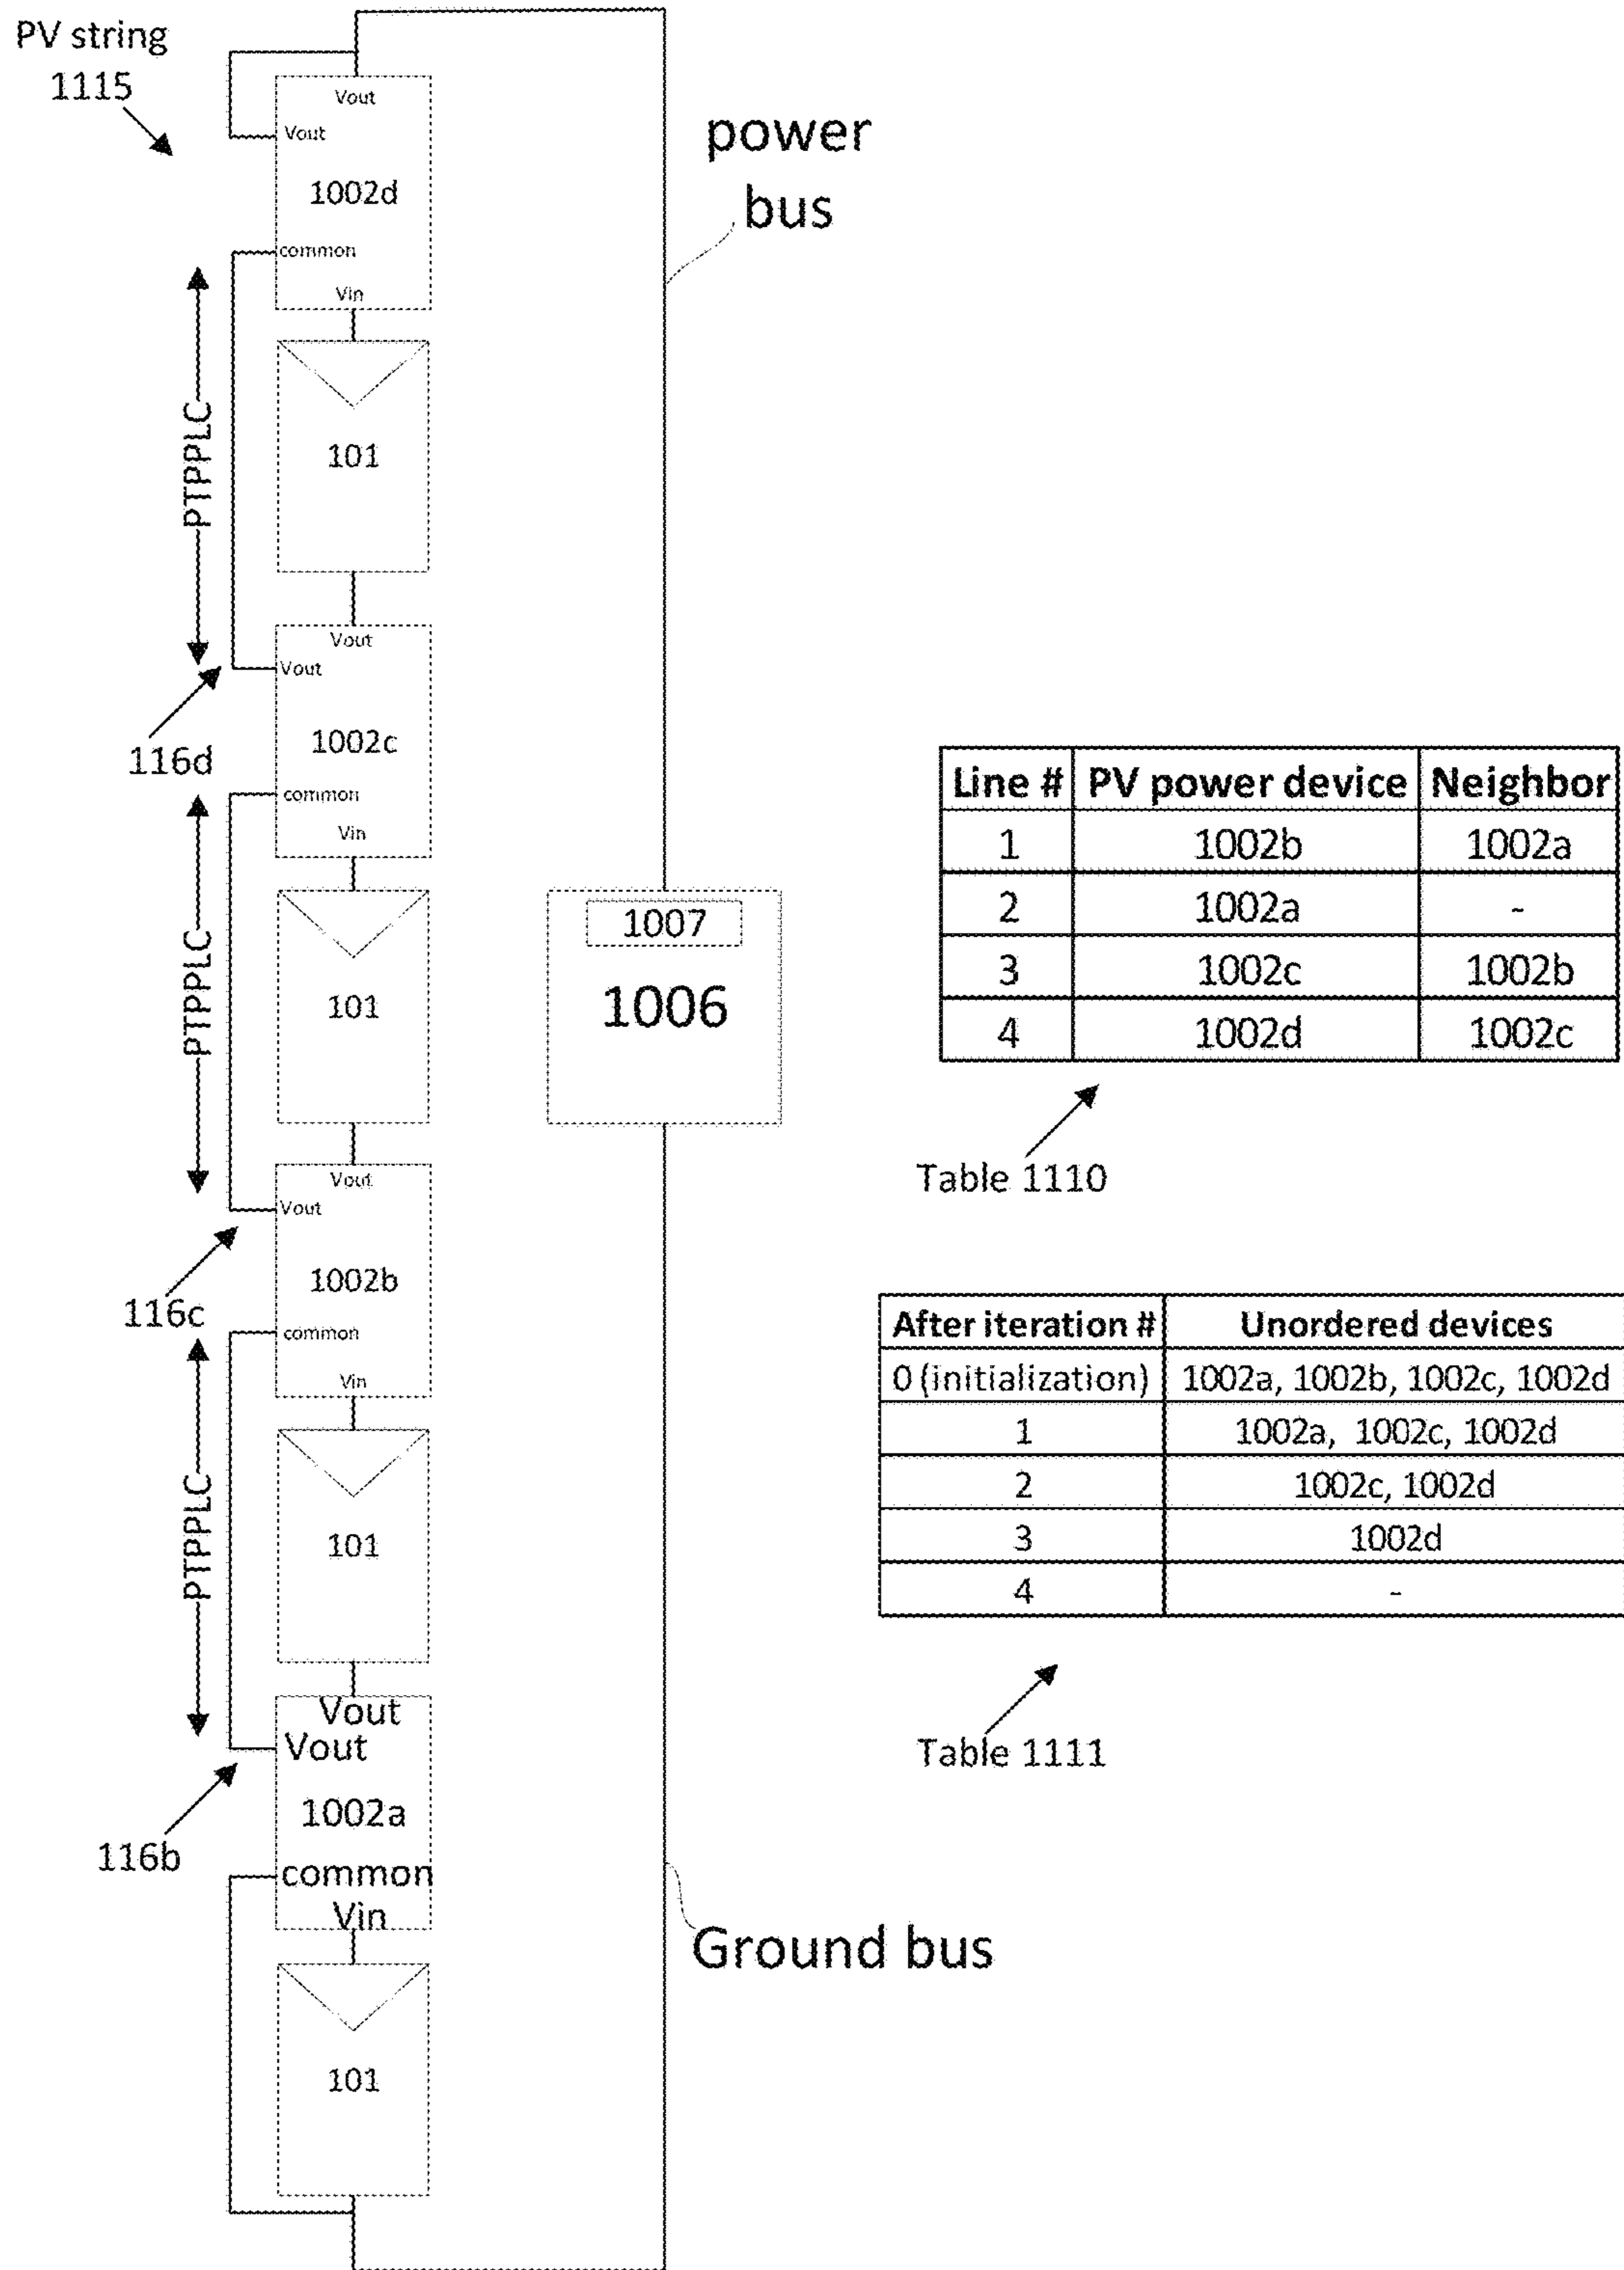 PV string
1115
Vout
Vout
1002d
common
Vin
power
bus
PTPPLC
101
116d
Vout
Vout
1002c
common
Vin
PTPPLC
101
1007
1006
116c
Vout
Vout
1002b
common
Vin
PTPPLC
101
116b
Vout
Vout
1002a
common
Vin
Ground bus
101
Line # PV power device Neighbor
1 1002b 1002a
2 1002a -
3 1002c 1002b
4 1002d 1002c
Table 1110
After iteration # Unordered devices
0 (initialization) 1002a, 1002b, 1002c, 1002d
1 1002a, 1002c, 1002d
2 1002c, 1002d
3 1002d
4 -
Table 1111